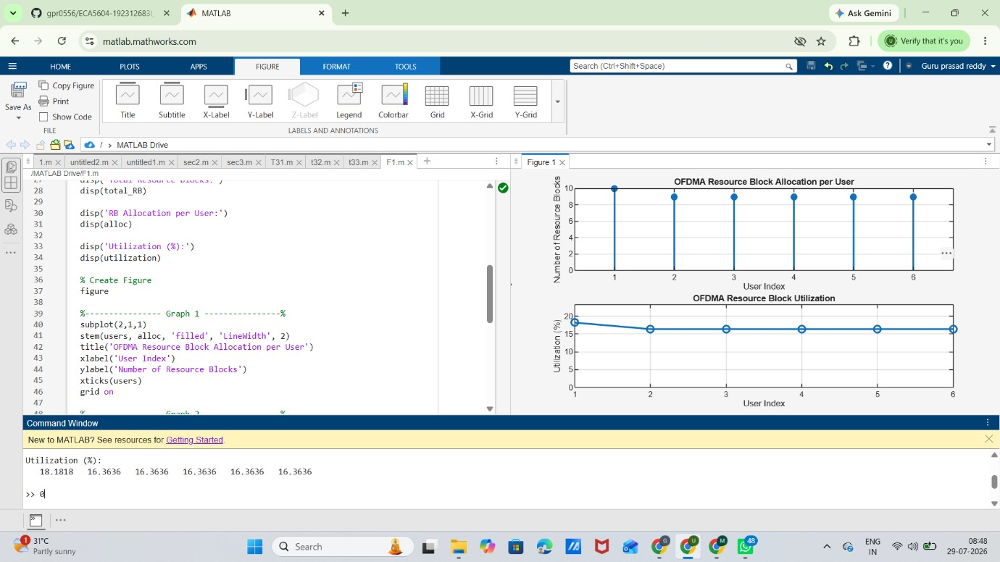 gpr0556/ECA5604-192312683
MATLAB
Ask Gemini
matlab.mathworks.com
Verify that it's you
HOME
PLOTS
APPS
FIGURE
FORMAT
TOOLS
Search (Ctrl+Shift+Space)
Guru prasad reddy
Save As
Copy Figure
Print
Show Code
FILE
Title
Subtitle
X-Label
Y-Label
Z-Label
Legend
Colorbar
Grid
X-Grid
Y-Grid
LABELS AND ANNOTATIONS
/ > MATLAB Drive
1.m
untitled2.m
untitled1.m
sec2.m
sec3.m
T31.m
t32.m
t33.m
F1.m
/MATLAB Drive/F1.m
27 disp('Total Resource Blocks:')
28 disp(total_RB)
29
30 disp('RB Allocation per User:')
31 disp(alloc)
32
33 disp('Utilization (%):')
34 disp(utilization)
35
36 % Create Figure
37 figure
38
39 %--------------- Graph 1 ---------------%
40 subplot(2,1,1)
41 stem(users, alloc, 'filled', 'LineWidth', 2)
42 title('OFDMA Resource Block Allocation per User')
43 xlabel('User Index')
44 ylabel('Number of Resource Blocks')
45 xticks(users)
46 grid on
47
Figure 1
OFDMA Resource Block Allocation per User
Number of Resource Blocks
10
8
6
4
2
0
1 2 3 4 5 6
User Index
OFDMA Resource Block Utilization
Utilization (%)
20
15
10
5
0
1 2 3 4 5 6
User Index
Command Window
New to MATLAB? See resources for Getting Started.
Utilization (%):
18.1818 16.3636 16.3636 16.3636 16.3636 16.3636
>> 0
1
31°C
Partly sunny
Search
G
U
M
48
ENG
IN
08:48
29-07-2026